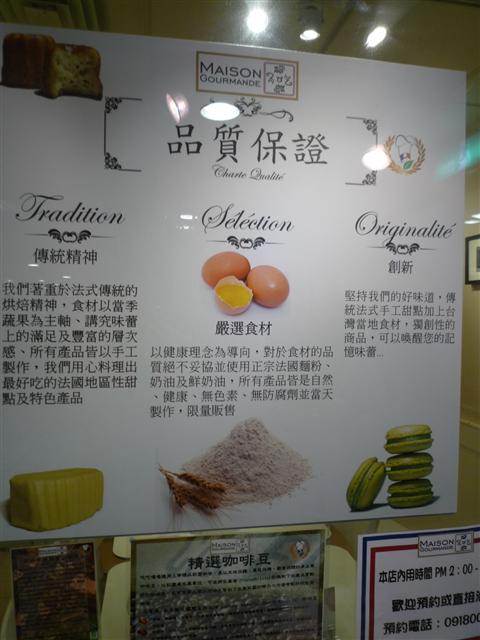 MAISON
GOURMANDE
品質保證
Charte Qualité
Tradition
傳統精神
我們著重於法式傳統的
烘焙精神，食材以當季
蔬果為主軸、講究味蕾
上的滿足及豐富的層次
感、所有產品皆以手工
製作，我們用心料理出
最好吃的法國地區性甜
點及特色產品
Séléction
嚴選食材
以健康理念為導向，對於食材的品
質絕不妥協並使用正宗法國麵粉、
奶油及鮮奶油，所有產品皆是自然
、健康、無色素、無防腐劑並當天
製作，限量販售
Originalité
創新
堅持我們的好味道，傳
統法式手工甜點加上台
灣當地食材，獨創性的
商品，可以喚醒您的記
憶味蕾...
MAISON
GOURMANDE
精選咖啡豆
MAISON
GOURMANDE
本店內用時間 PM 2：00 -
歡迎預約或直接
預約電話：091800